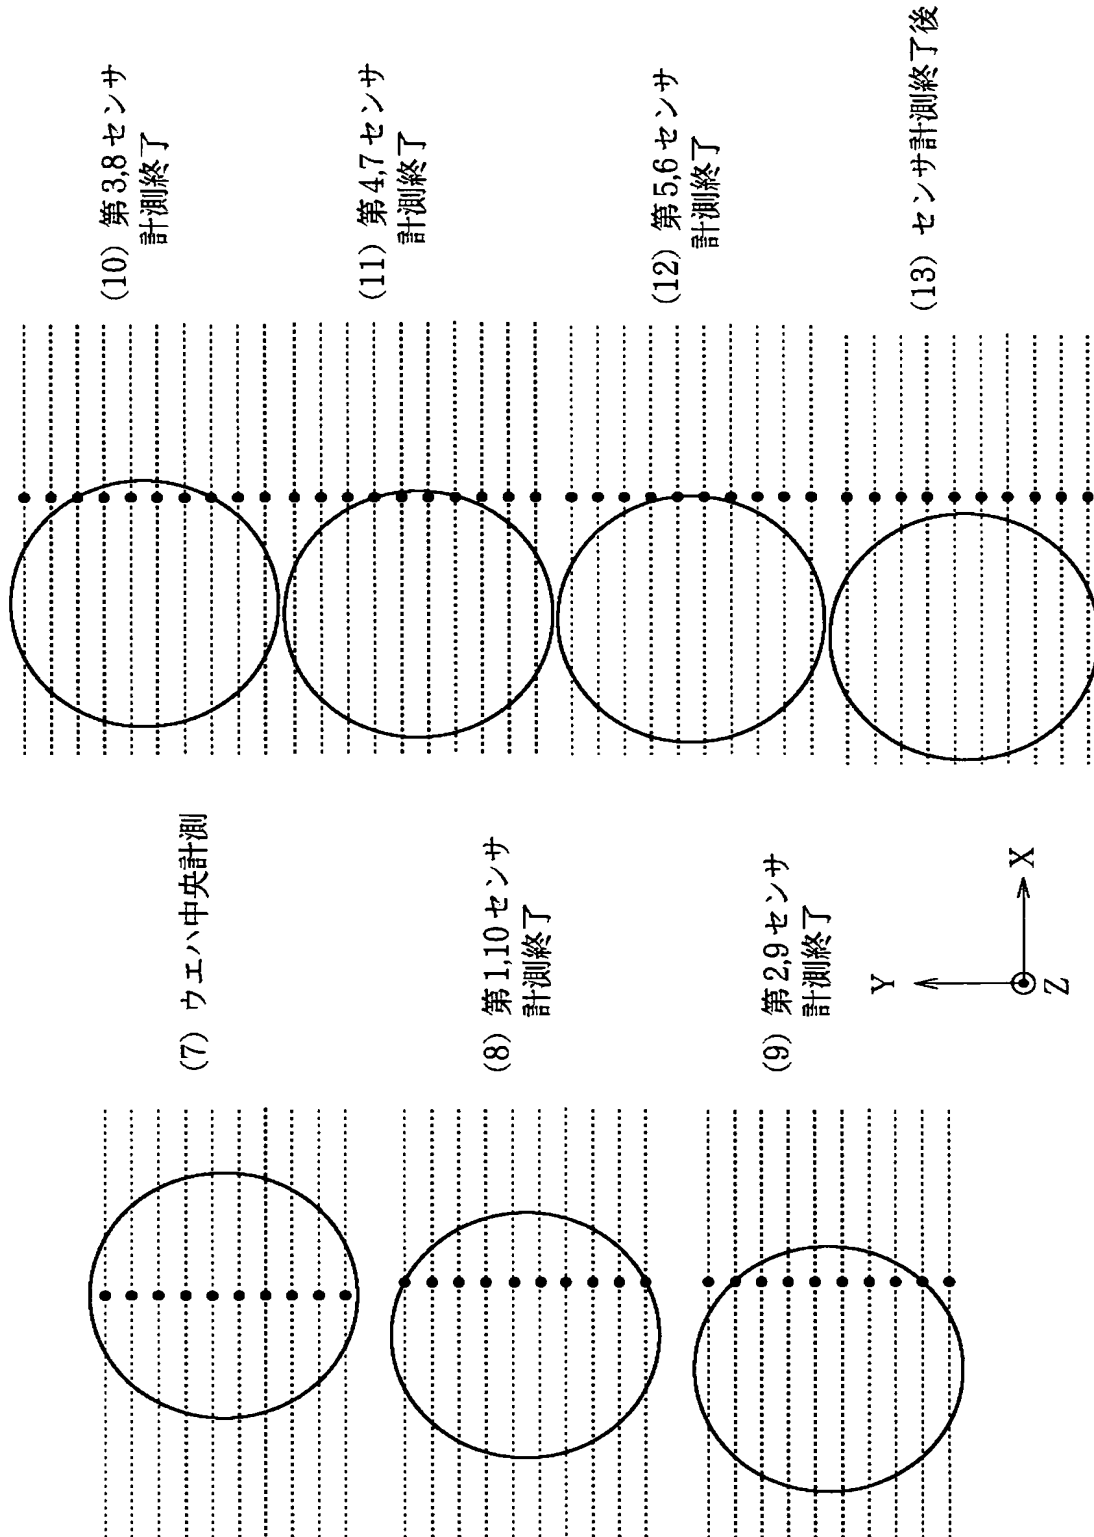 (7) ウエハ中央計測
(8) 第1,10センサ
計測終了
(9) 第2,9センサ
計測終了
Y
X
Z
(10) 第3,8センサ
計測終了
(11) 第4,7センサ
計測終了
(12) 第5,6センサ
計測終了
(13) センサ計測終了後